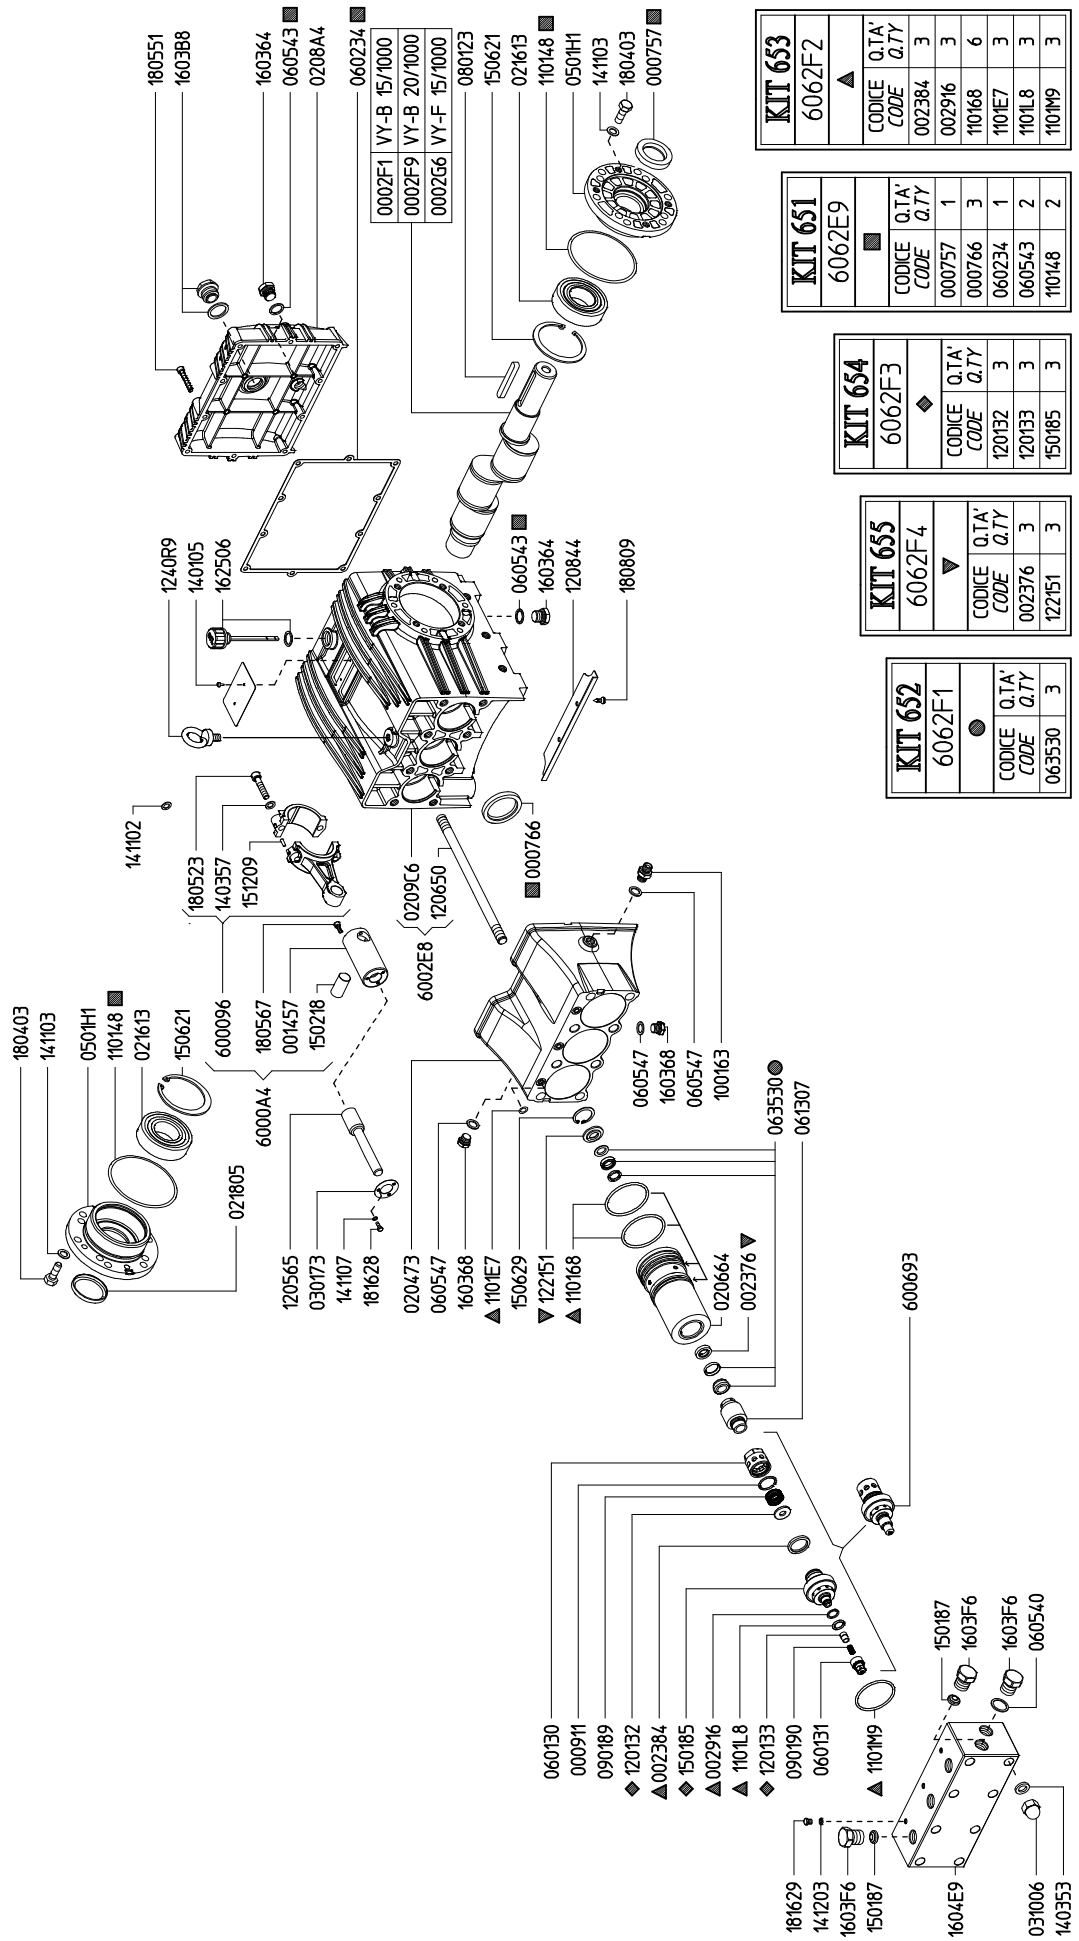 180403
141103
0501H1
110148
021613
150621
021805
180551
1603B8
160364
060543
0208A4
060234
0002F1 VY-B 15/1000
0002F9 VY-B 20/1000
0002G6 VY-F 15/1000
080123
150621
021613
110148
0501H1
141103
180403
000757
1240R9
140105
162506
060543
160364
120844
180809
141102
180523
140357
151209
600096
180567
001457
150218
6000A4
0209C6
120650
6002E8
000766
120565
030173
141107
181628
020473
060547
160368
1101E7
150629
122151
110168
060547
160368
060547
100163
063530
061307
020664
002376
600693
060130
000911
090189
120132
002384
150185
002916
1101L8
120133
090190
060131
1101M9
150187
1603F6
1603F6
060540
181629
141203
1603F6
150187
1604E9
031006
140353
KIT 652
6062F1
CODICE Q.TA'
CODE Q.TY
063530 3
KIT 655
6062F4
CODICE Q.TA'
CODE Q.TY
002376 3
122151 3
KIT 654
6062F3
CODICE Q.TA'
CODE Q.TY
120132 3
120133 3
150185 3
KIT 651
6062E9
CODICE Q.TA'
CODE Q.TY
000757 1
000766 3
060234 1
060543 2
110148 2
KIT 653
6062F2
CODICE Q.TA'
CODE Q.TY
002384 3
002916 3
110168 6
1101E7 3
1101L8 3
1101M9 3